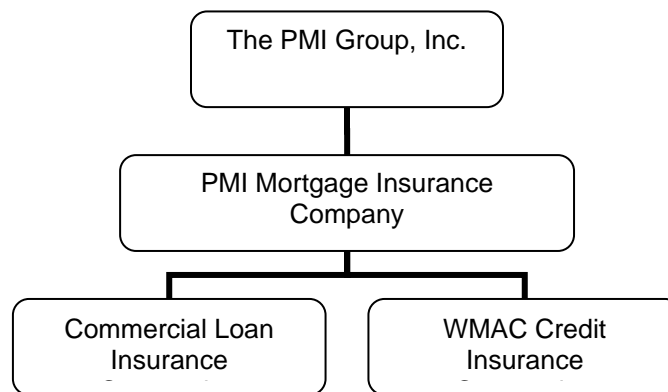 The PMI Group, Inc.
PMI Mortgage Insurance
Company
Commercial Loan
Insurance
WMAC Credit
Insurance